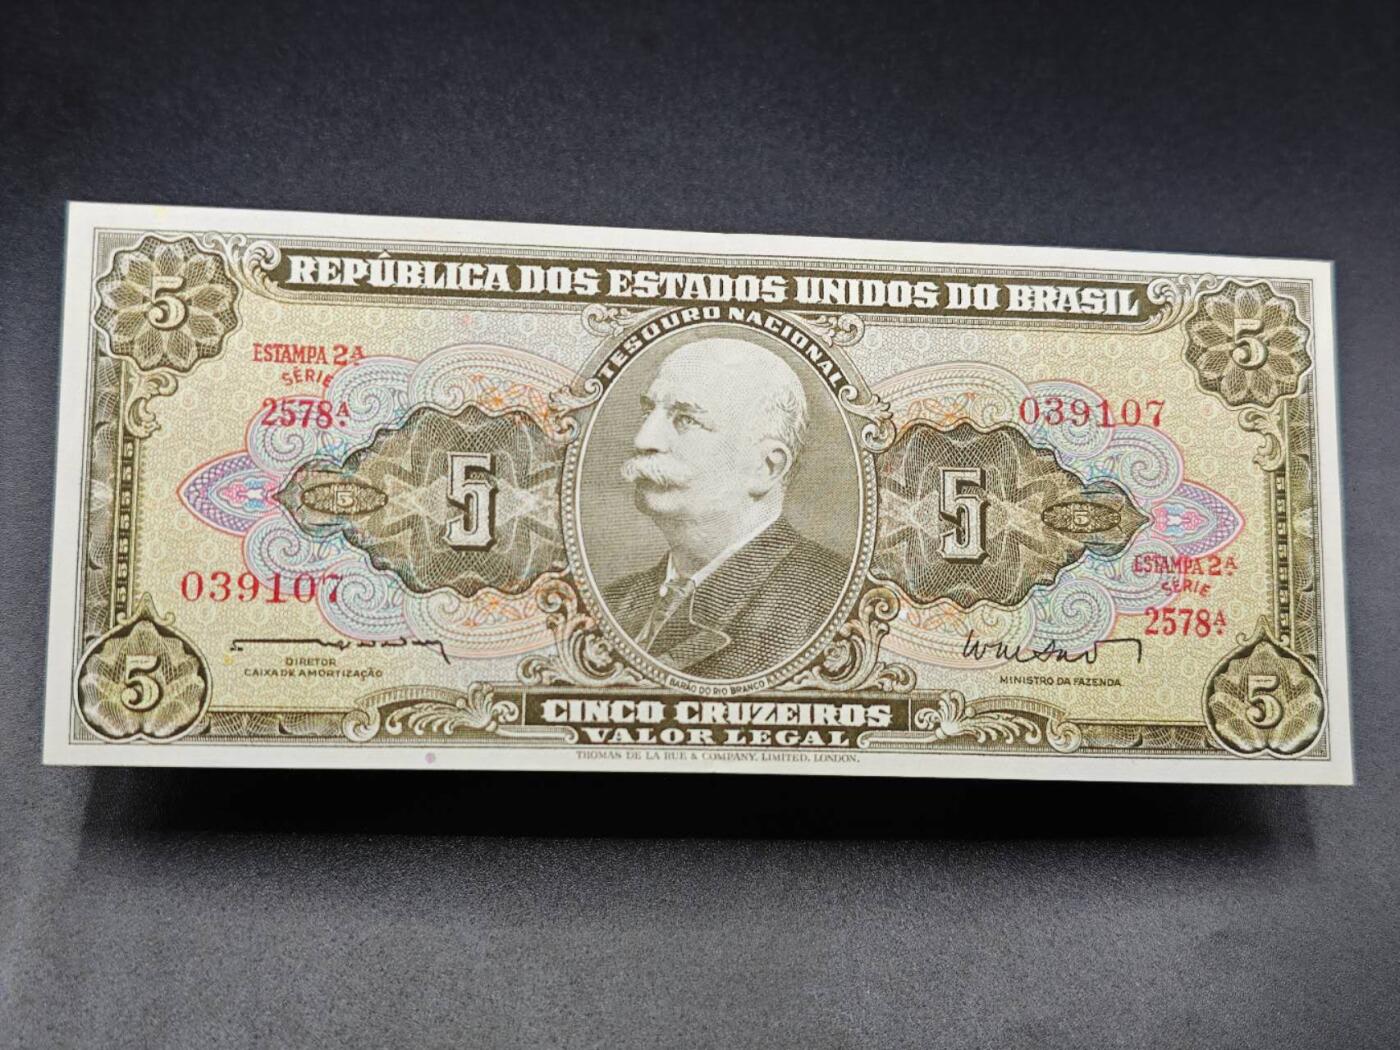 5
REPÚBLICA DOS ESTADOS UNIDOS DO BRASIL
5
TESOURO NACIONAL
ESTAMPA 2A
SÉRIE
2578A.
039107
5
5
5
5
039107
ESTAMPA 2A
SÉRIE
2578A.
DIRETOR
CAIXA DE AMORTIZAÇÃO
MINISTRO DA FAZENDA
BARÃO DO RIO BRANCO
5
5
CINCO CRUZEIROS
VALOR LEGAL
THOMAS DE LA RUE & COMPANY, LIMITED, LONDON.